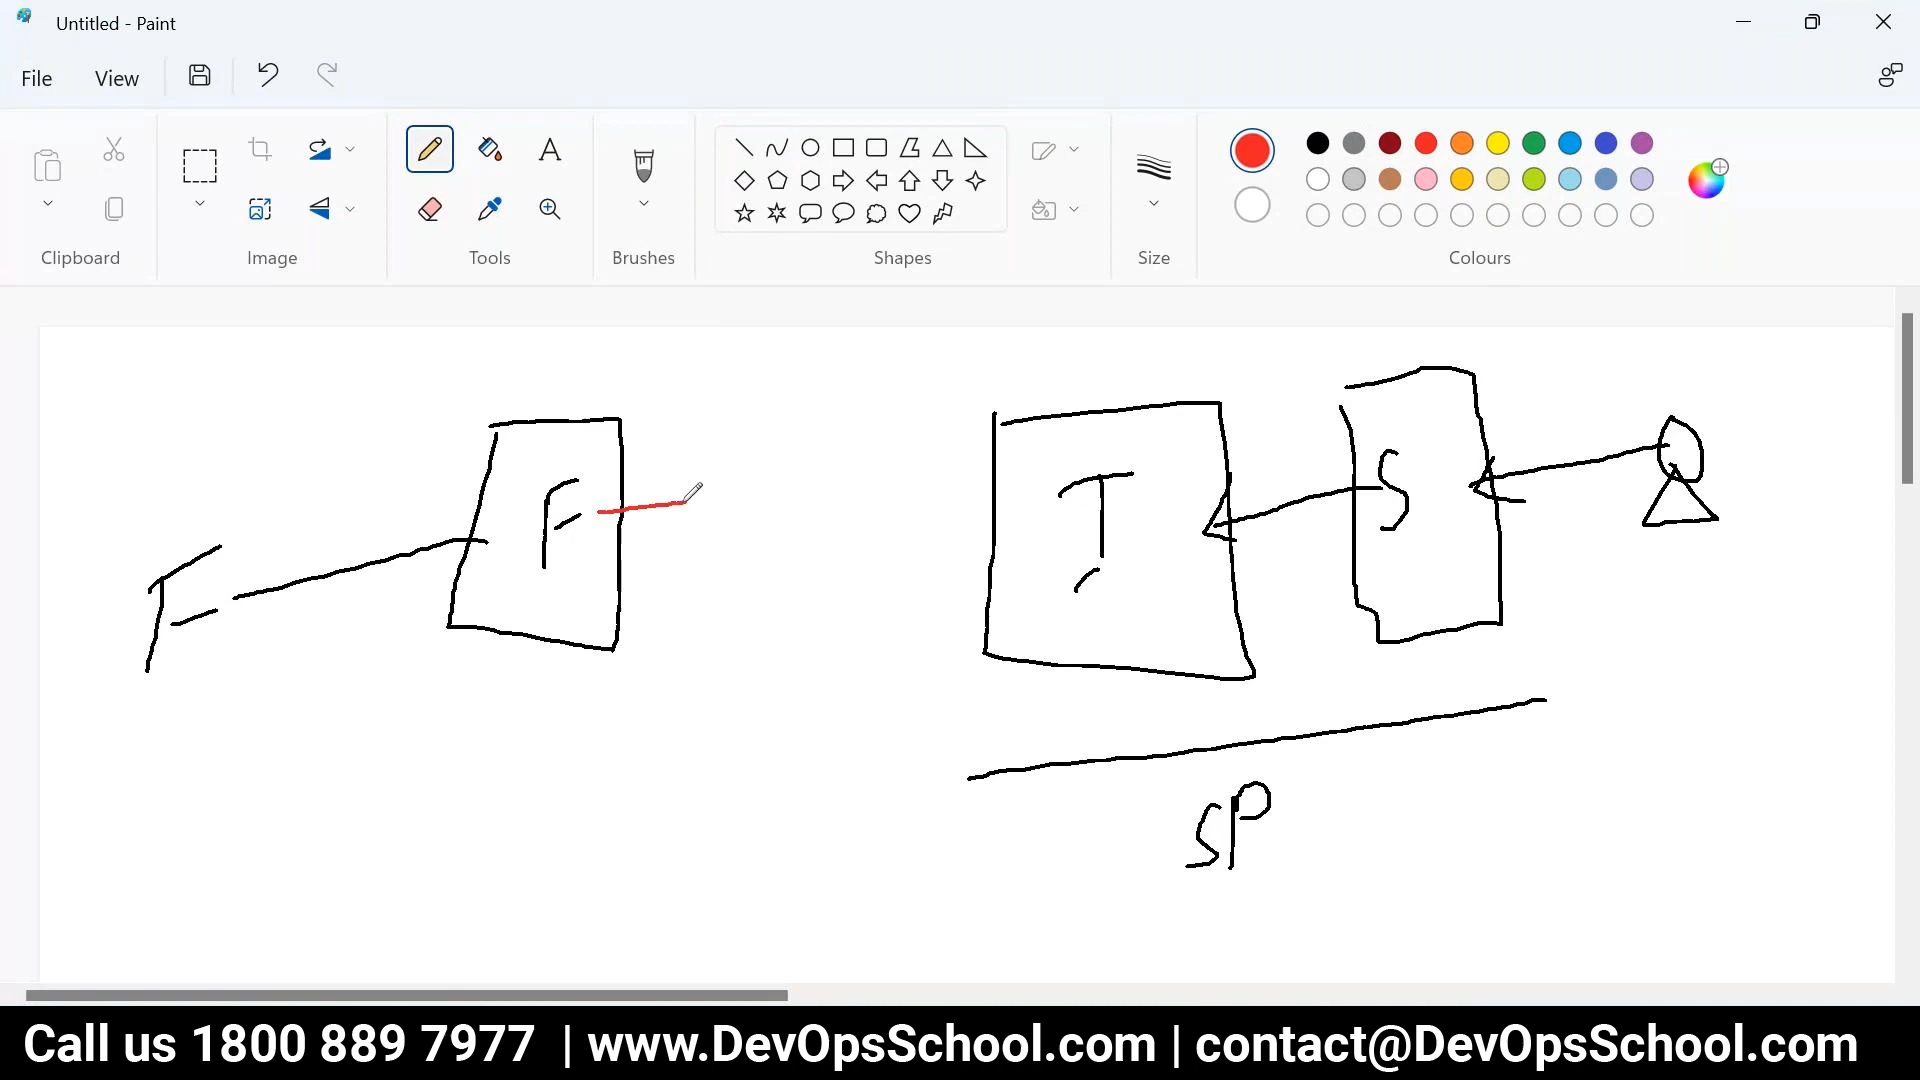 Untitled - Paint
File View
Clipboard
Image
Tools
Brushes
Shapes
Size
Colours
F
F
I
S
SP
Call us 1800 889 7977 | www.DevOpsSchool.com | contact@DevOpsSchool.com